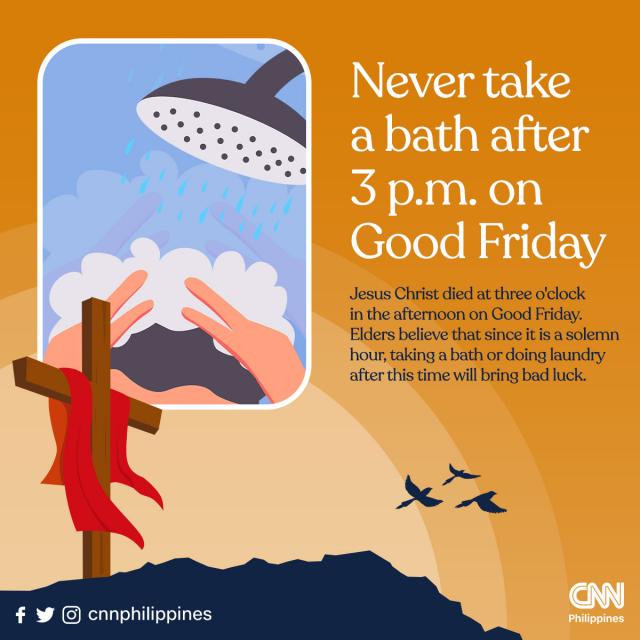 Never take
a bath after
3 p.m. on
Good Friday
Jesus Christ died at three o'clock
in the afternoon on Good Friday.
Elders believe that since it is a solemn
hour, taking a bath or doing laundry
after this time will bring bad luck.
cnnphilippines
CNN
Philippines